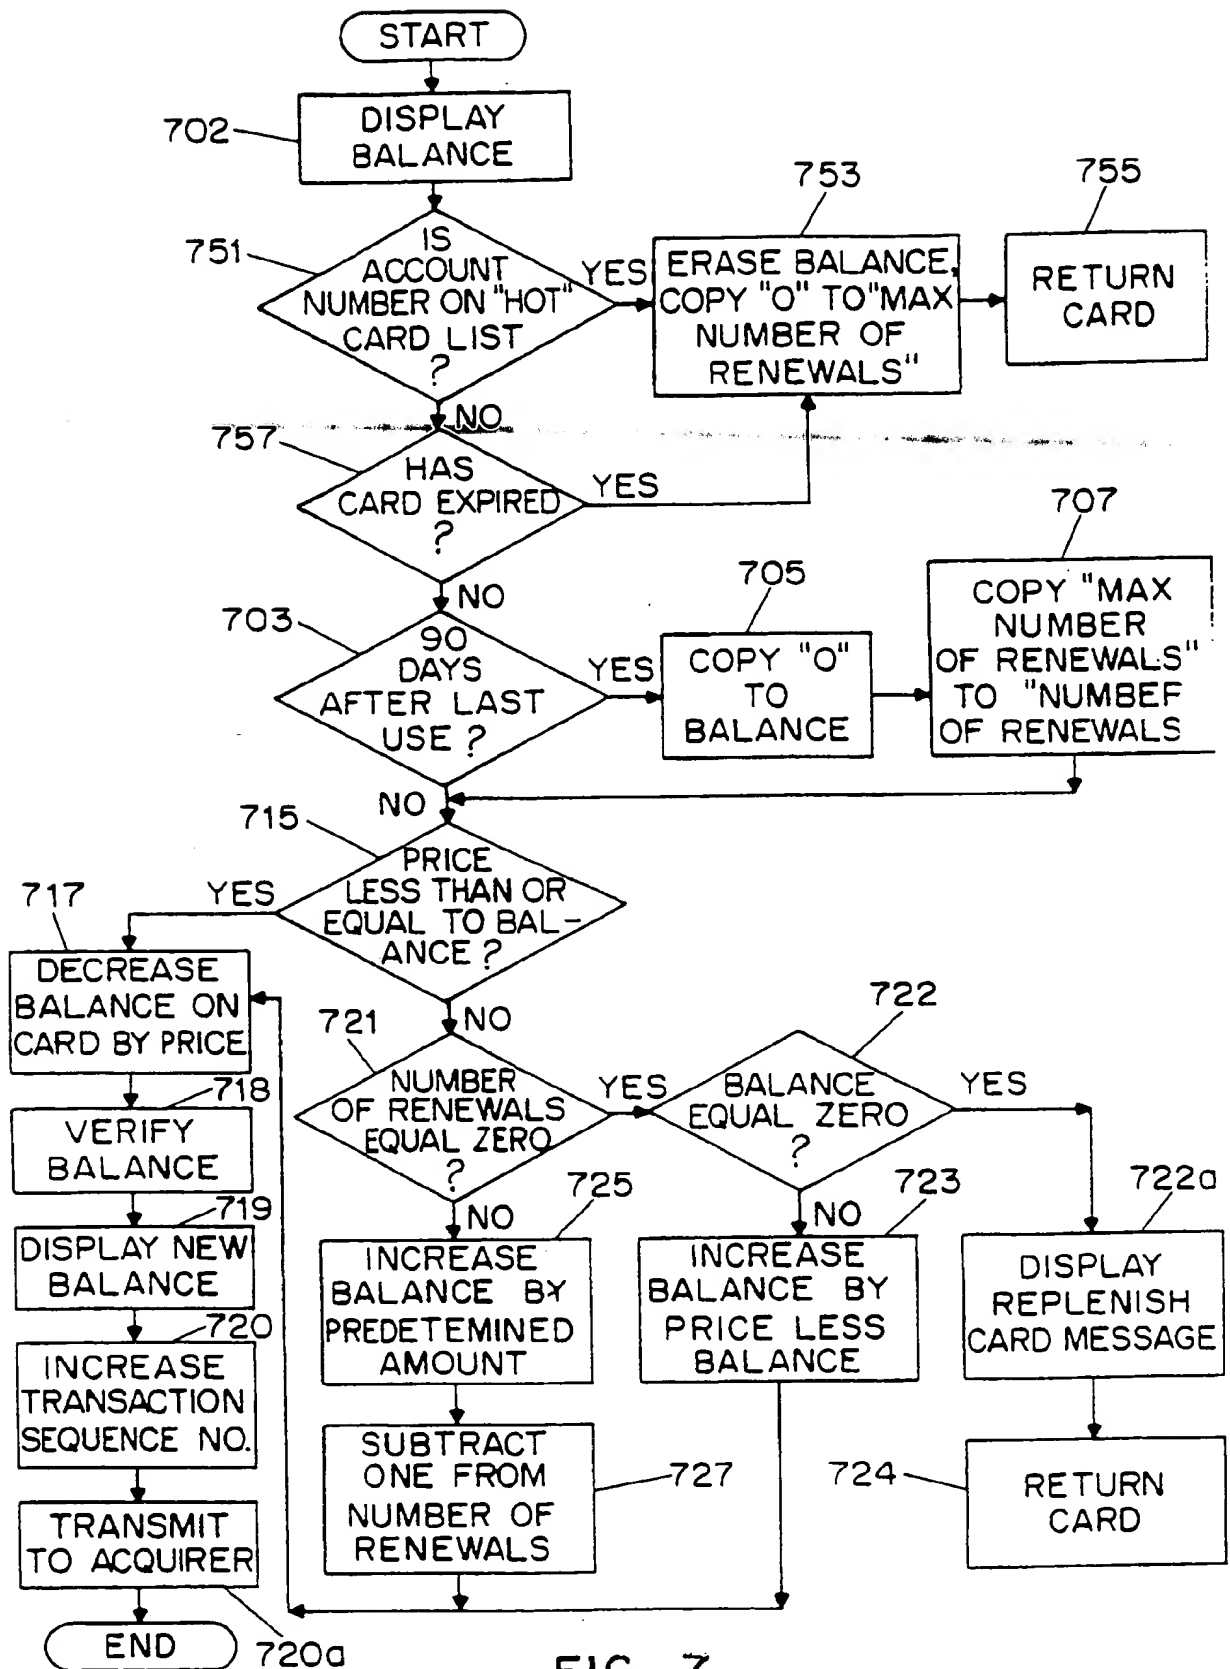 START
702
DISPLAY
BALANCE
751
IS
ACCOUNT
NUMBER ON "HOT"
CARD LIST
?
YES
753
ERASE BALANCE,
COPY "O" TO "MAX
NUMBER OF
RENEWALS"
755
RETURN
CARD
NO
757
HAS
CARD EXPIRED
?
YES
NO
703
90
DAYS
AFTER LAST
USE ?
YES
705
COPY "O"
TO
BALANCE
707
COPY "MAX
NUMBER
OF RENEWALS"
TO "NUMBER
OF RENEWALS
NO
715
PRICE
LESS THAN OR
EQUAL TO BAL-
ANCE ?
YES
717
DECREASE
BALANCE ON
CARD BY PRICE
718
VERIFY
BALANCE
719
DISPLAY NEW
BALANCE
720
INCREASE
TRANSACTION
SEQUENCE NO.
TRANSMIT
TO ACQUIRER
720a
END
NO
721
NUMBER
OF RENEWALS
EQUAL ZERO
?
YES
722
BALANCE
EQUAL ZERO
?
YES
NO
725
INCREASE
BALANCE BY
PREDETEMINED
AMOUNT
SUBTRACT
ONE FROM
NUMBER OF
RENEWALS
727
NO
723
INCREASE
BALANCE BY
PRICE LESS
BALANCE
722a
DISPLAY
REPLENISH
CARD MESSAGE
724
RETURN
CARD
FIG. 7